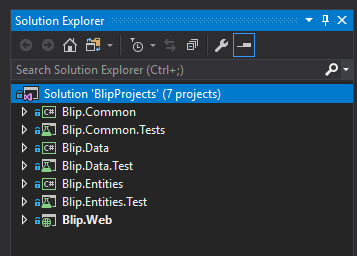 Solution Explorer
Search Solution Explorer (Ctrl+;)
Solution 'BlipProjects' (7 projects)
C# Blip.Common
Blip.Common.Tests
C# Blip.Data
Blip.Data.Test
C# Blip.Entities
Blip.Entities.Test
Blip.Web